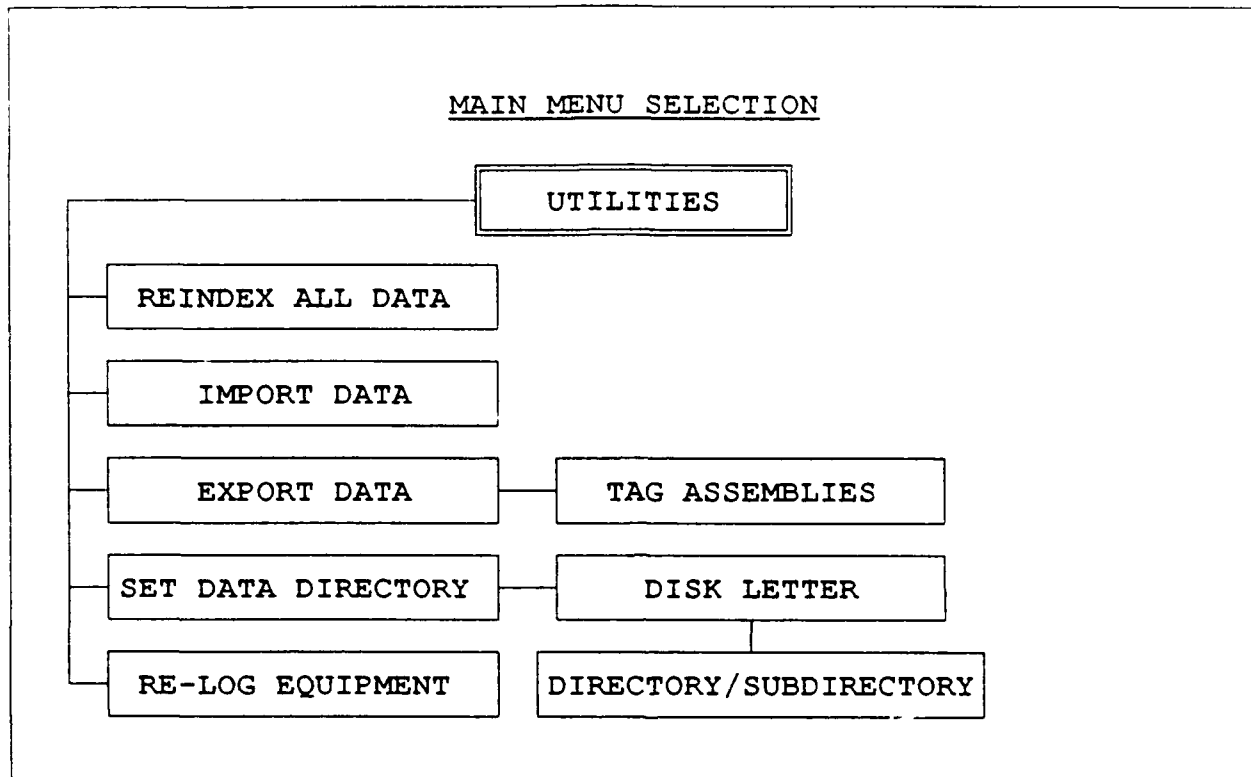 MAIN MENU SELECTION
UTILITIES
REINDEX ALL DATA
IMPORT DATA
EXPORT DATA
TAG ASSEMBLIES
SET DATA DIRECTORY
DISK LETTER
RE-LOG EQUIPMENT
DIRECTORY/SUBDIRECTORY